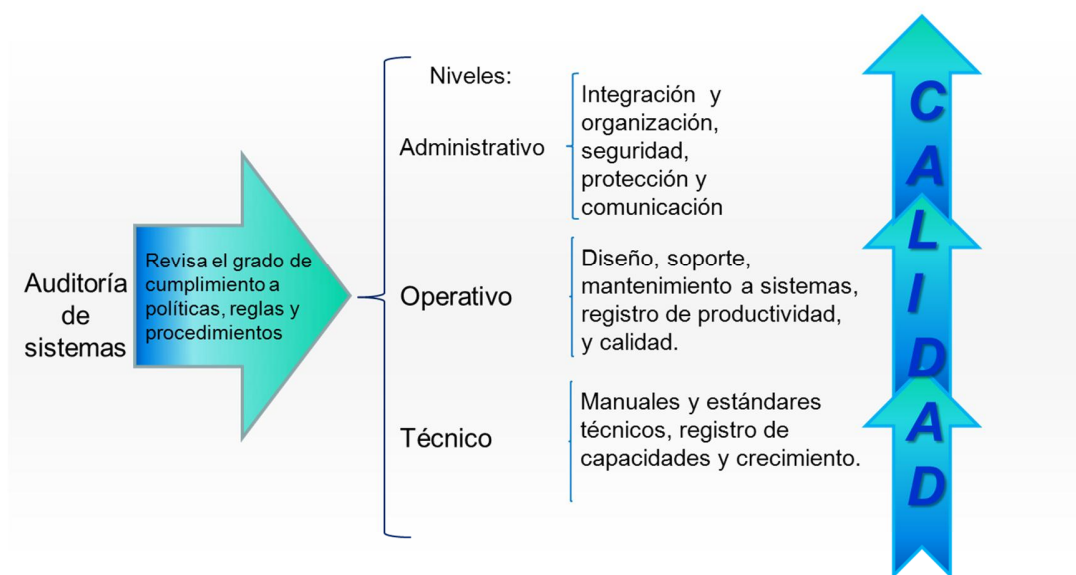 Auditoría
de
sistemas
Revisa el grado de
cumplimiento a
políticas, reglas y
procedimientos
Niveles:
Administrativo
Integración y
organización,
seguridad,
protección y
comunicación
Operativo
Diseño, soporte,
mantenimiento a sistemas,
registro de productividad,
y calidad.
Técnico
Manuales y estándares
técnicos, registro de
capacidades y crecimiento.
CALIDAD